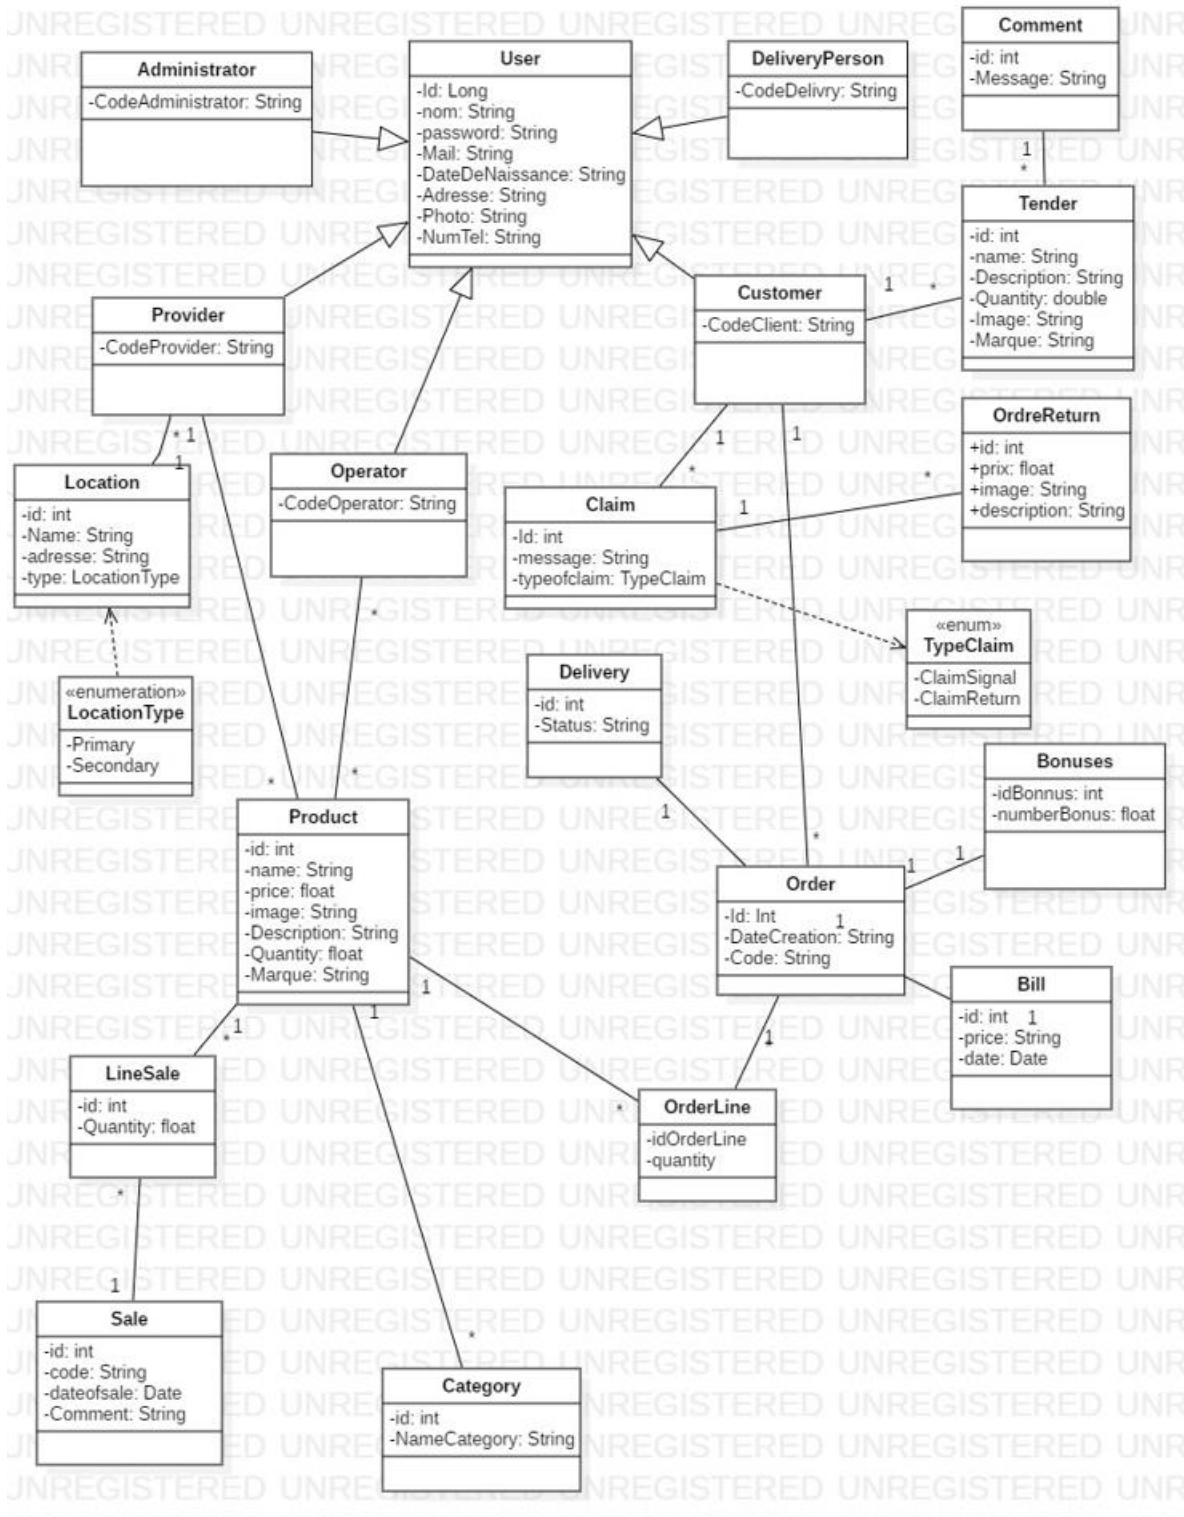 Administrator
-CodeAdministrator: String
User
-Id: Long
-nom: String
-password: String
-Mail: String
-DateDeNaissance: String
-Adresse: String
-Photo: String
-NumTel: String
DeliveryPerson
-CodeDelivry: String
Comment
-id: int
-Message: String
1
*
Tender
-id: int
-name: String
-Description: String
-Quantity: double
-Image: String
-Marque: String
Provider
-CodeProvider: String
Customer
-CodeClient: String
1
*
* 1
1
1
*
1
Location
-id: int
-Name: String
-adresse: String
-type: LocationType
Operator
-CodeOperator: String
Claim
-Id: int
-message: String
-typeofclaim: TypeClaim
1
*
OrdreReturn
+id: int
+prix: float
+image: String
+description: String
«enumeration»
LocationType
-Primary
-Secondary
*
*
*
Delivery
-id: int
-Status: String
«enum»
TypeClaim
-ClaimSignal
-ClaimReturn
1
*
Bonuses
-idBonnus: int
-numberBonus: float
1
1
Product
-id: int
-name: String
-price: float
-image: String
-Description: String
-Quantity: float
-Marque: String
Order
-Id: Int
1
-DateCreation: String
-Code: String
Bill
-id: int
1
-price: String
-date: Date
1
*
1
1
*
1
LineSale
-id: int
-Quantity: float
OrderLine
-idOrderLine
-quantity
*
1
Sale
-id: int
-code: String
-dateofsale: Date
-Comment: String
*
Category
-id: int
-NameCategory: String
UNREGISTERED